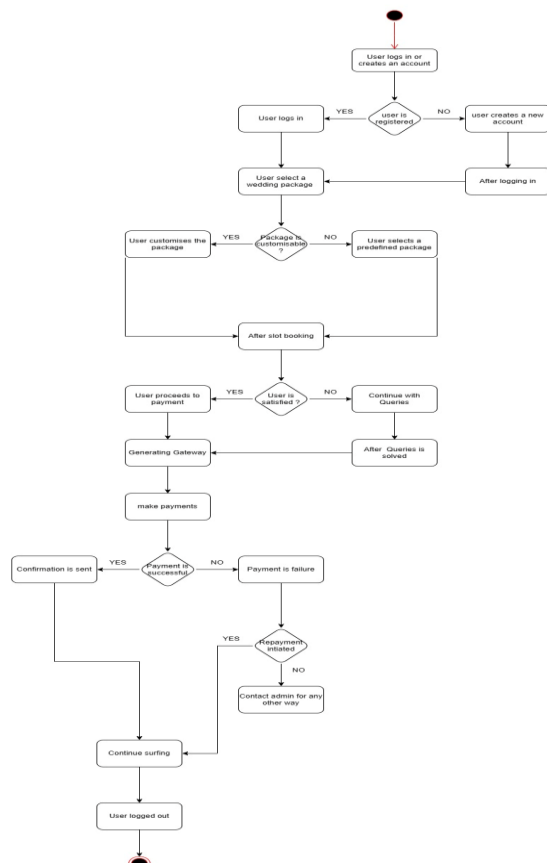 User logs in or
creates an account
User logs in
YES
user is
registered
NO
user creates a new
account
User select a
wedding package
After logging in
User customises the
package
YES
Package is
customisable
?
NO
User selects a
predefined package
After slot booking
User proceeds to
payment
YES
User is
satisfied ?
NO
Continue with
Queries
Generating Gateway
After Queries is
solved
make payments
Confirmation is sent
YES
Payment is
successful
NO
Payment is failure
YES
Repayment
intiated
NO
Contact admin for any
other way
Continue surfing
User logged out